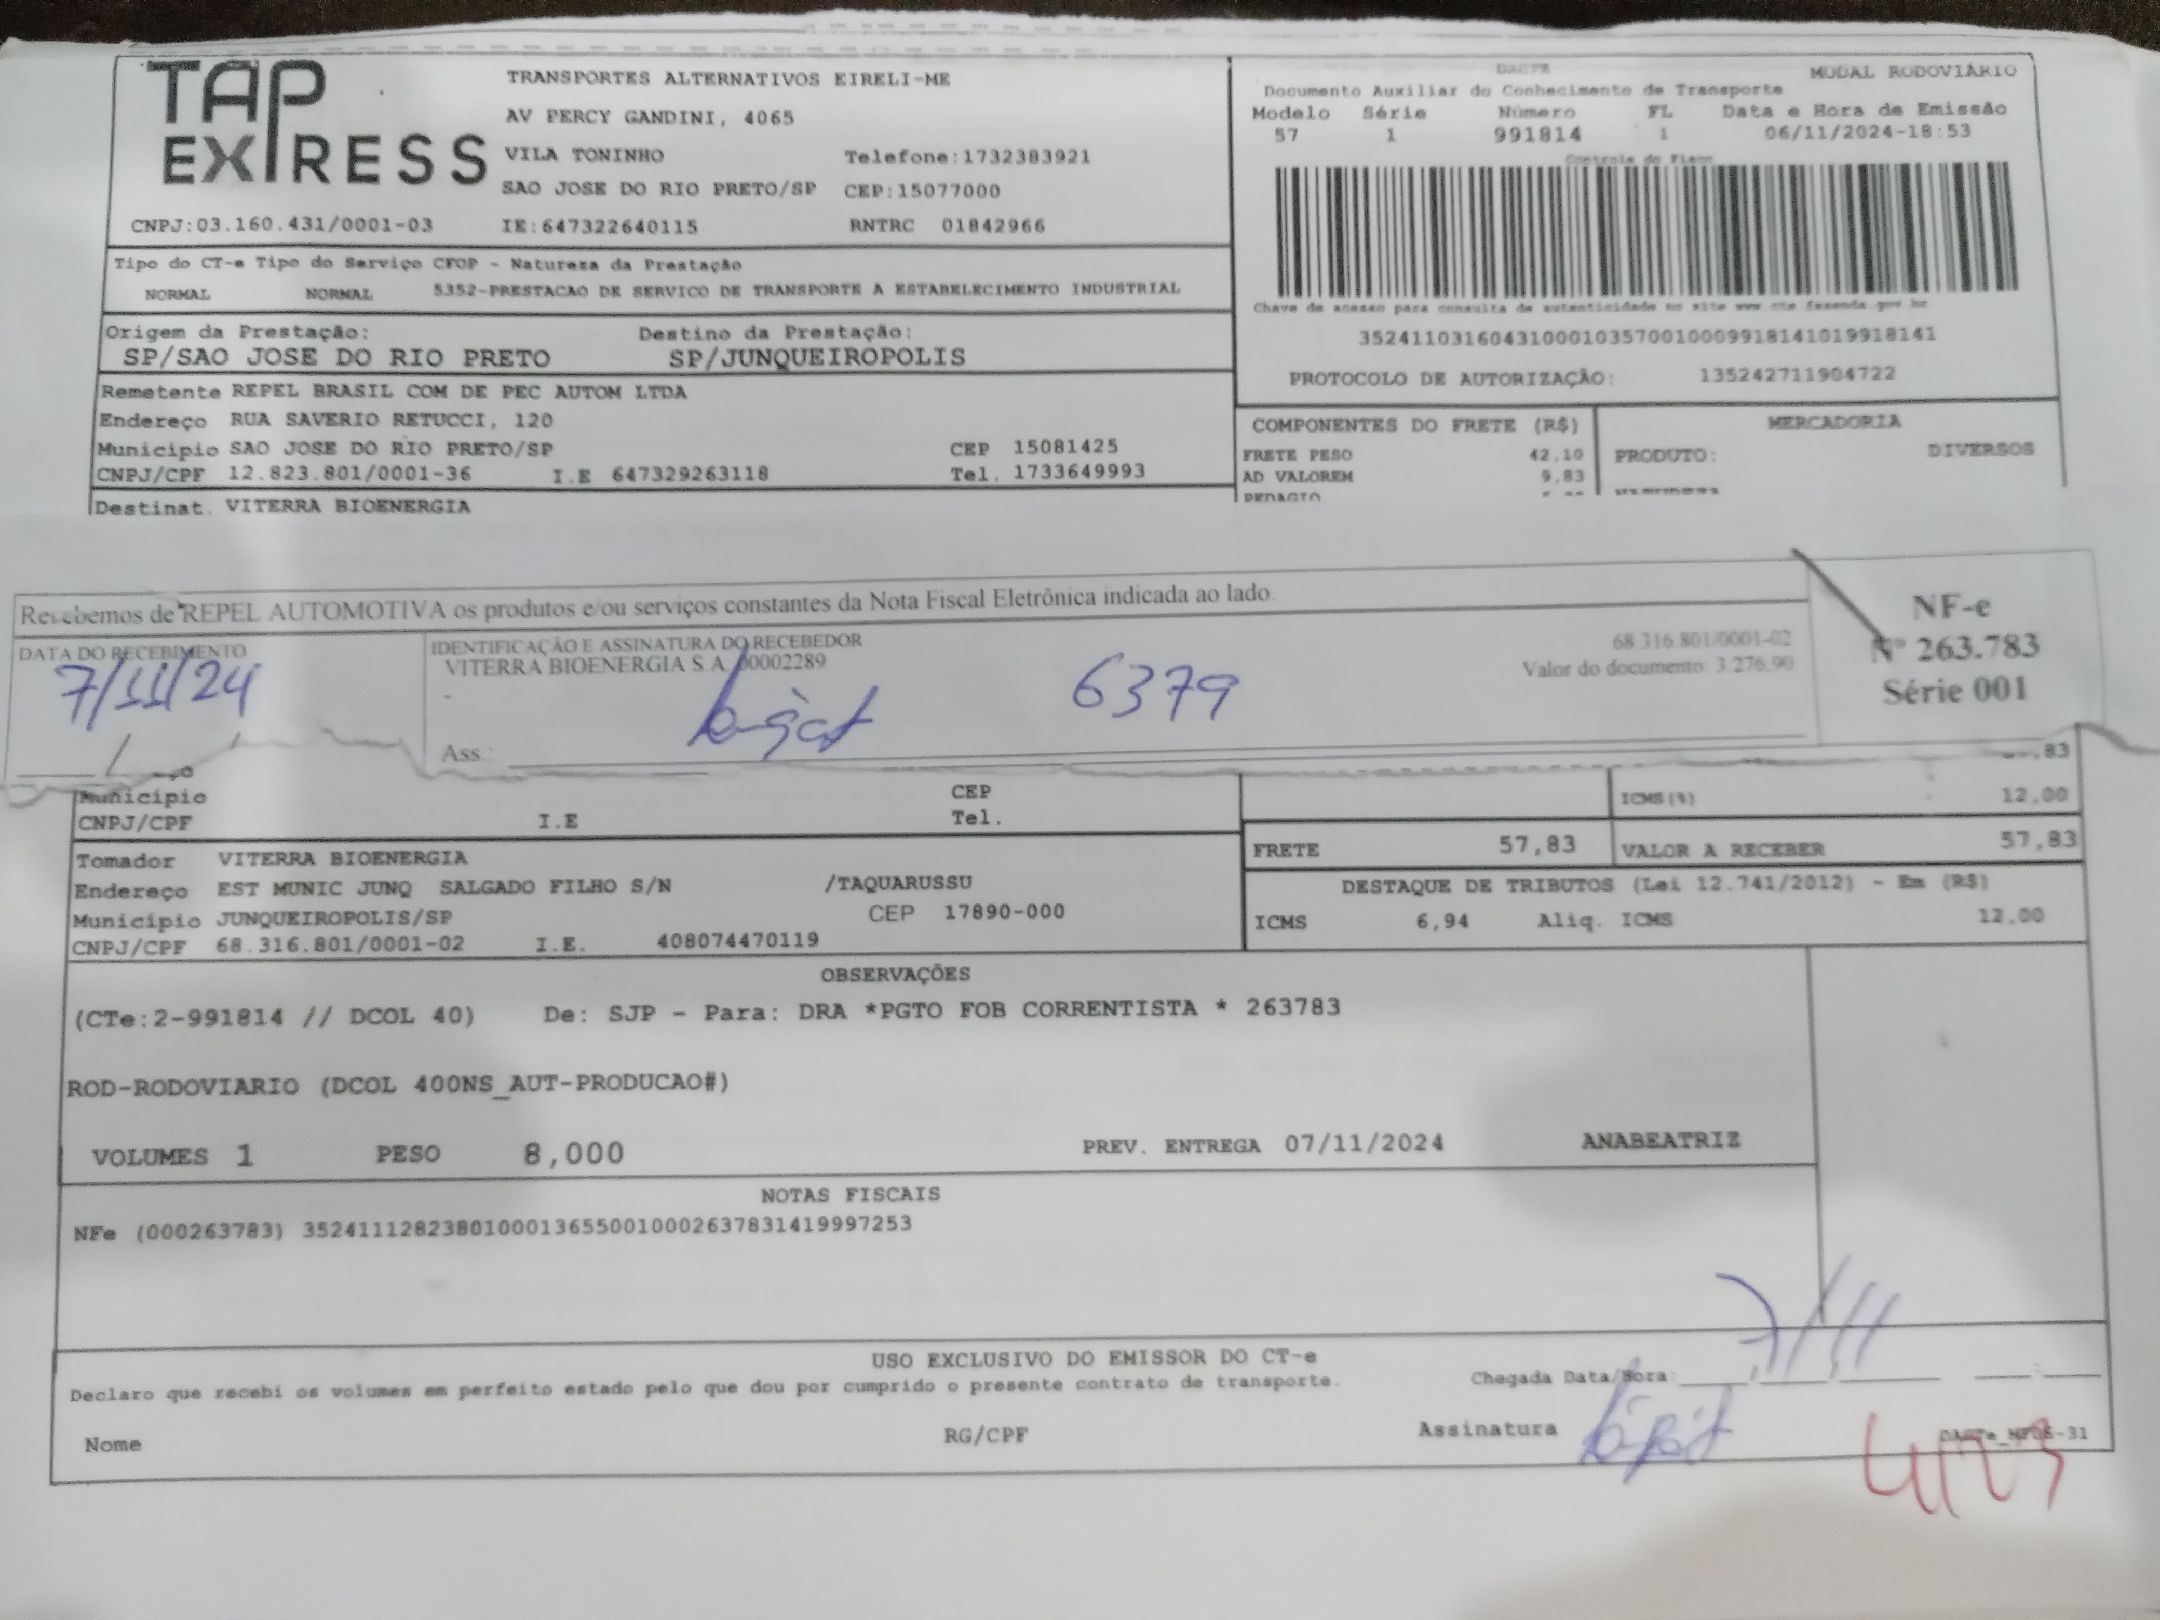 TAP EXPRESS
TRANSPORTES ALTERNATIVOS EIRELI-ME
AV PERCY GANDINI, 4065
VILA TONINHO Telefone:1732383921
SAO JOSE DO RIO PRETO/SP CEP:15077000
CNPJ:03.160.431/0001-03 IE:647322640115 RNTRC 01842966
DACTE MODAL RODOVIÁRIO
Documento Auxiliar do Conhecimento de Transporte
Modelo Série Número FL Data e Hora de Emissão
57 1 991814 1 06/11/2024-18:53
Controle do Fisco
Chave de acesso para consulta de autenticidade no site www.cte.fazenda.gov.br
35241103160431000103570010009918141019918141
PROTOCOLO DE AUTORIZAÇÃO: 135242711904722
Tipo do CT-e Tipo do Serviço CFOP - Natureza da Prestação
NORMAL NORMAL 5352-PRESTACAO DE SERVICO DE TRANSPORTE A ESTABELECIMENTO INDUSTRIAL
Origem da Prestação: Destino da Prestação:
SP/SAO JOSE DO RIO PRETO SP/JUNQUEIROPOLIS
Remetente REPEL BRASIL COM DE PEC AUTOM LTDA
Endereço RUA SAVERIO RETUCCI, 120
Municipio SAO JOSE DO RIO PRETO/SP CEP 15081425
CNPJ/CPF 12.823.801/0001-36 I.E 647329263118 Tel. 1733649993
Destinat. VITERRA BIOENERGIA
COMPONENTES DO FRETE (R$) MERCADORIA
FRETE PESO 42,10 PRODUTO: DIVERSOS
AD VALOREM 9,83
PEDAGIO
Recebemos de REPEL AUTOMOTIVA os produtos e/ou serviços constantes da Nota Fiscal Eletrônica indicada ao lado.
DATA DO RECEBIMENTO
7/11/24
IDENTIFICAÇÃO E ASSINATURA DO RECEBEDOR
VITERRA BIOENERGIA S.A. 00002289
-
6379
Ass.:
68.316.801/0001-02
Valor do documento: 3.276,90
NF-e
Nº 263.783
Série 001
Municipio CEP
CNPJ/CPF I.E Tel.
,83
ICMS(%) 12,00
FRETE 57,83 VALOR A RECEBER 57,83
Tomador VITERRA BIOENERGIA
Endereço EST MUNIC JUNQ SALGADO FILHO S/N /TAQUARUSSU
Municipio JUNQUEIROPOLIS/SP CEP 17890-000
CNPJ/CPF 68.316.801/0001-02 I.E. 408074470119
DESTAQUE DE TRIBUTOS (Lei 12.741/2012) - Em (R$)
ICMS 6,94 Aliq. ICMS 12,00
OBSERVAÇÕES
(CTe:2-991814 // DCOL 40) De: SJP - Para: DRA *PGTO FOB CORRENTISTA * 263783
ROD-RODOVIARIO (DCOL 400NS_AUT-PRODUCAO#)
VOLUMES 1 PESO 8,000 PREV. ENTREGA 07/11/2024 ANABEATRIZ
NOTAS FISCAIS
NFe (000263783) 35241112823801000136550010002637831419997253
USO EXCLUSIVO DO EMISSOR DO CT-e
Declaro que recebi os volumes em perfeito estado pelo que dou por cumprido o presente contrato de transporte.
Chegada Data/Hora: 7/11
Nome RG/CPF Assinatura